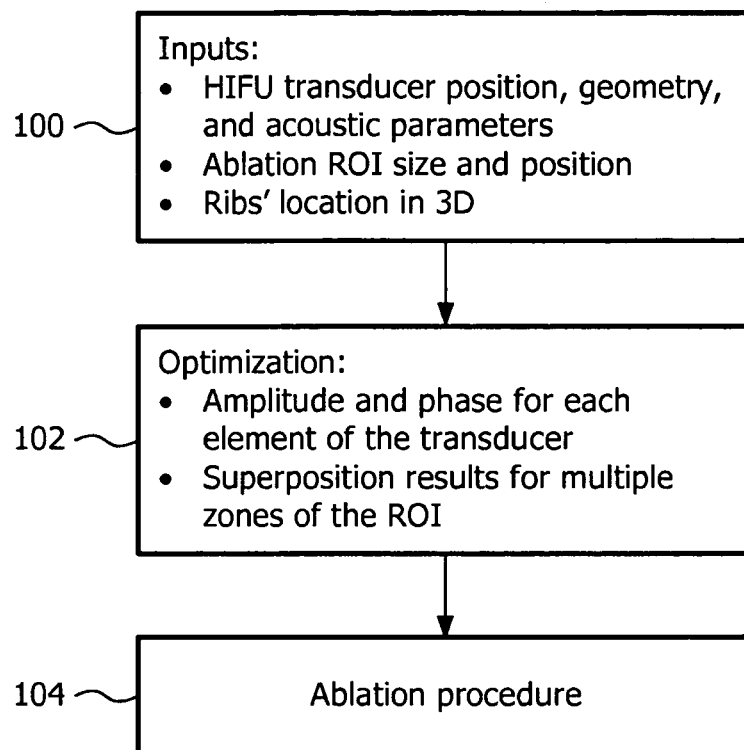 Inputs:
• HIFU transducer position, geometry,
and acoustic parameters
• Ablation ROI size and position
• Ribs' location in 3D
100
Optimization:
• Amplitude and phase for each
element of the transducer
• Superposition results for multiple
zones of the ROI
102
Ablation procedure
104